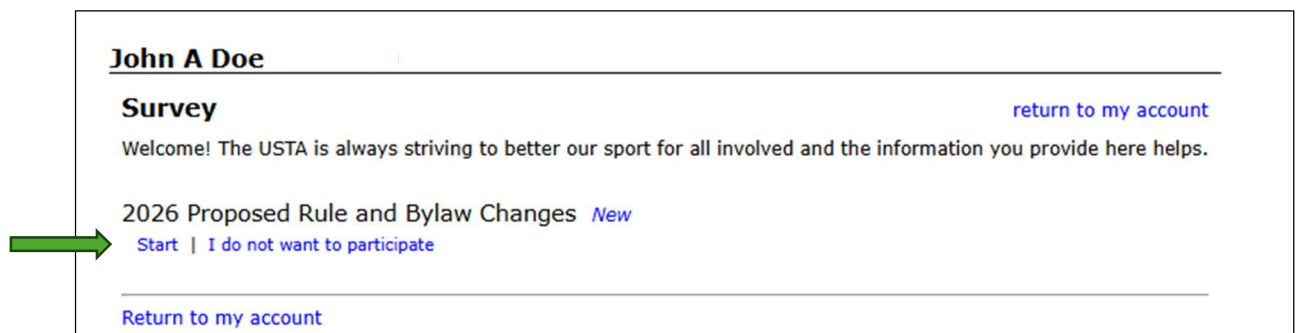 John A Doe
Survey
return to my account
Welcome! The USTA is always striving to better our sport for all involved and the information you provide here helps.
2026 Proposed Rule and Bylaw Changes New
Start | I do not want to participate
Return to my account